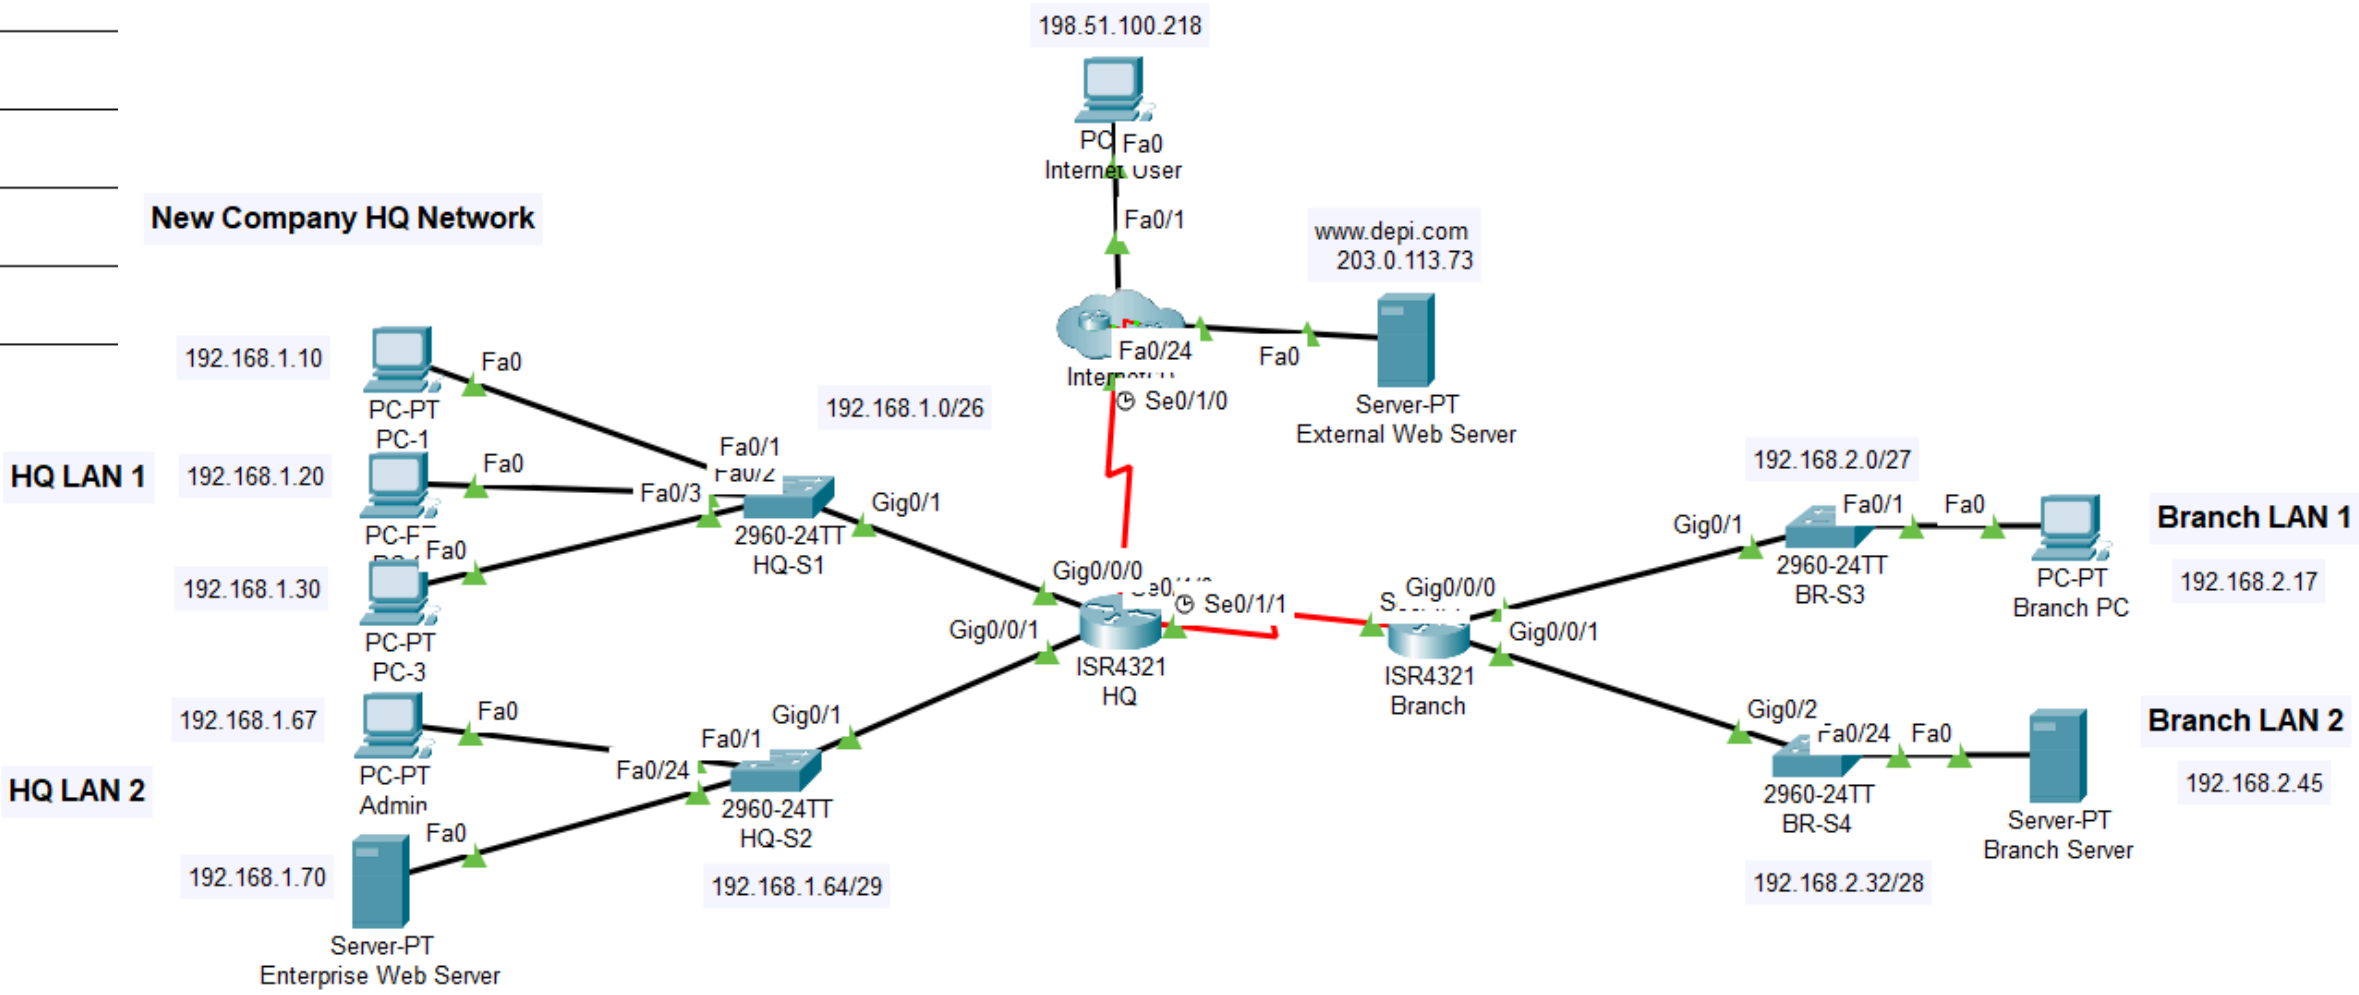 198.51.100.218
PC
Fa0
Internet User
Fa0/1
New Company HQ Network
www.depi.com
203.0.113.73
Fa0/24
Fa0
Se0/1/0
Server-PT
External Web Server
192.168.1.10
Fa0
PC-PT
PC-1
192.168.1.0/26
Fa0/1
Fa0/2
HQ LAN 1
192.168.1.20
Fa0
Fa0/3
Gig0/1
2960-24TT
HQ-S1
Fa0
192.168.1.30
PC-PT
PC-3
Gig0/0/0
Se0/1/1
Gig0/0/1
ISR4321
HQ
Gig0/0/0
Gig0/0/1
ISR4321
Branch
192.168.2.0/27
Gig0/1
Fa0/1
Fa0
2960-24TT
BR-S3
PC-PT
Branch PC
Branch LAN 1
192.168.2.17
192.168.1.67
Fa0
PC-PT
Admin
Fa0/1
Gig0/1
Fa0/24
HQ LAN 2
2960-24TT
HQ-S2
Fa0
192.168.1.70
192.168.1.64/29
Server-PT
Enterprise Web Server
Gig0/2
Fa0/24
Fa0
2960-24TT
BR-S4
Server-PT
Branch Server
Branch LAN 2
192.168.2.45
192.168.2.32/28